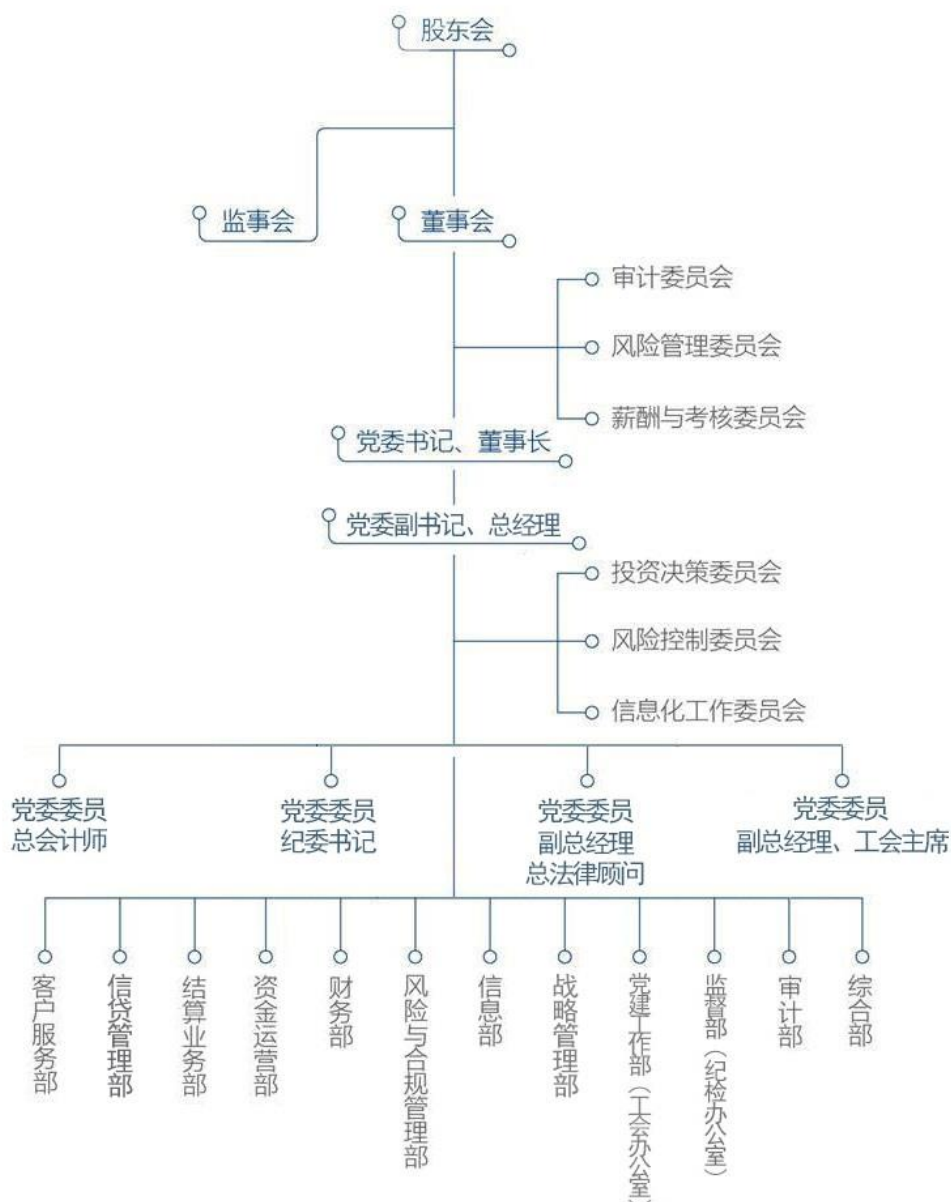 股东会
监事会
董事会
审计委员会
风险管理委员会
薪酬与考核委员会
党委书记、董事长
党委副书记、总经理
投资决策委员会
风险控制委员会
信息化工作委员会
党委委员
总会计师
党委委员
纪委书记
党委委员
副总经理
总法律顾问
党委委员
副总经理、工会主席
客户服务部
信贷管理部
结算业务部
资金运营部
财务部
风险与合规管理部
信息部
战略管理部
党建工作部（工会办公室）
监督部（纪检办公室）
审计部
综合部